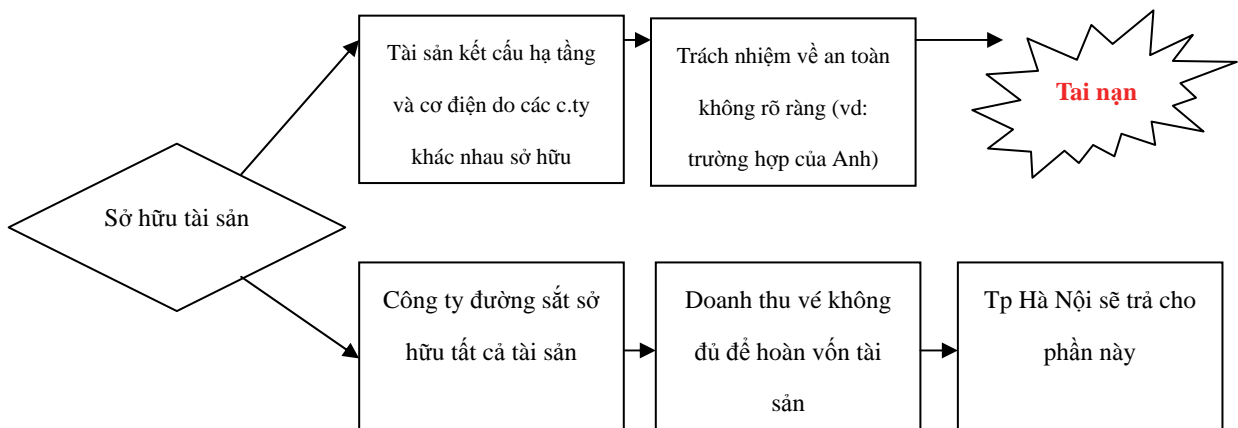 Sở hữu tài sản
Tài sản kết cấu hạ tầng
và cơ điện do các c.ty
khác nhau sở hữu
Trách nhiệm về an toàn
không rõ ràng (vd:
trường hợp của Anh)
Tai nạn
Công ty đường sắt sở
hữu tất cả tài sản
Doanh thu vé không
đủ để hoàn vốn tài
sản
Tp Hà Nội sẽ trả cho
phần này